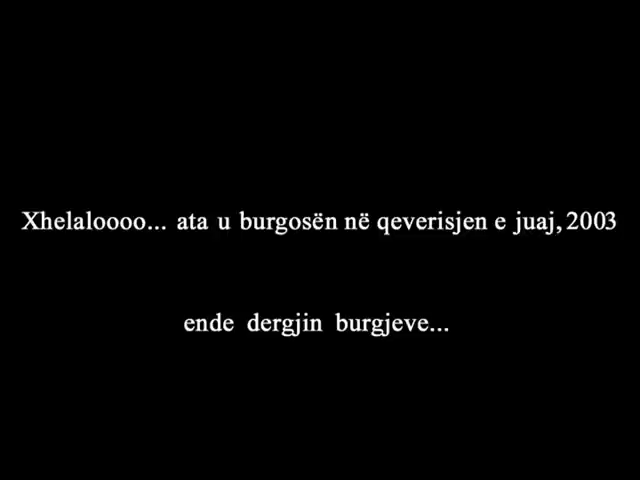 Xhelaloooo... ata u burgosën në qeverisjen e juaj, 2003
ende dergjin burgjeve...